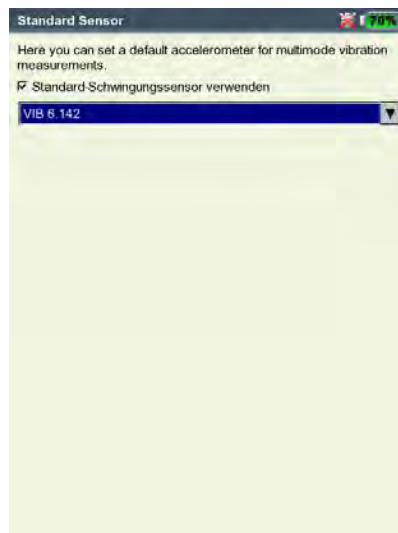 Standard Sensor
70%
Here you can set a default accelerometer for multimode vibration
measurements.
Standard-Schwingungssensor verwenden
VIB 6.142